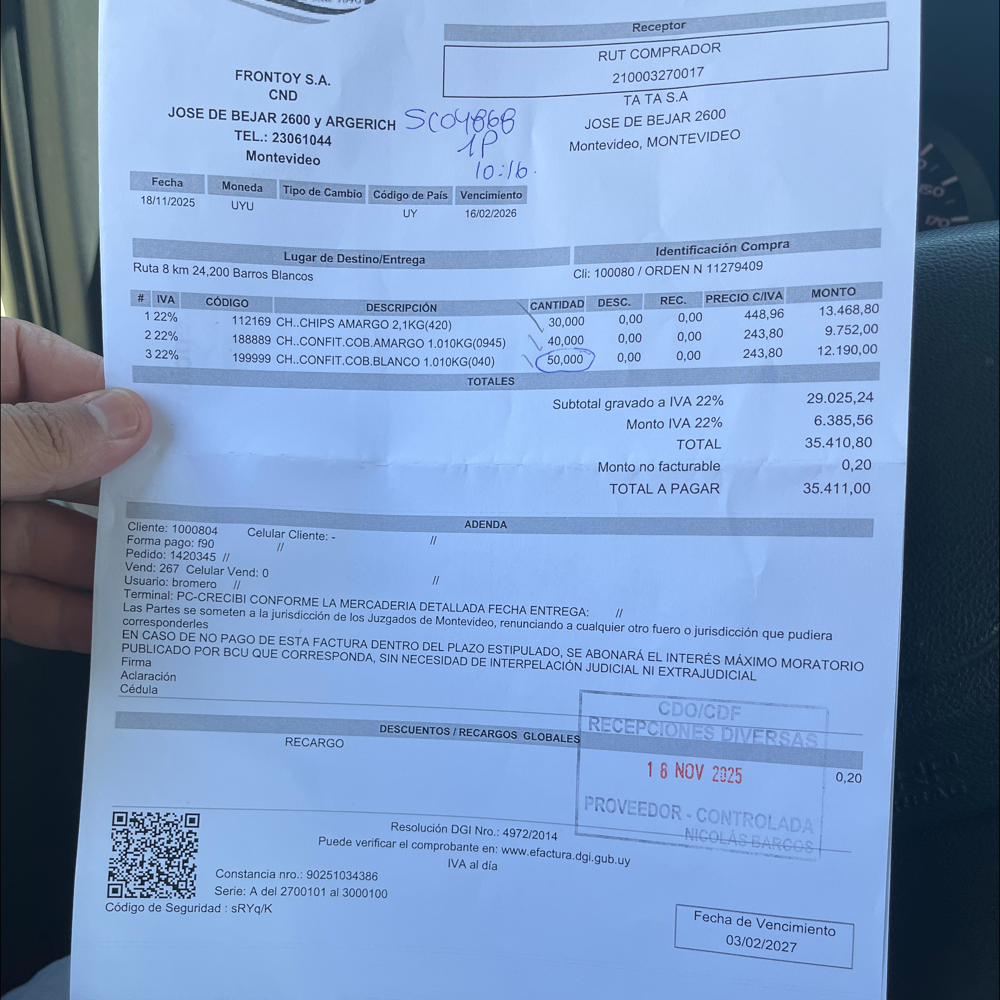 Receptor
RUT COMPRADOR
210003270017
TA TA S.A
JOSE DE BEJAR 2600
Montevideo, MONTEVIDEO
FRONTOY S.A.
CND
JOSE DE BEJAR 2600 y ARGERICH
TEL.: 23061044
Montevideo
SC04868
1P
10:16.
Fecha Moneda Tipo de Cambio Código de País Vencimiento
18/11/2025 UYU UY 16/02/2026
Lugar de Destino/Entrega Identificación Compra
Ruta 8 km 24,200 Barros Blancos Cli: 100080 / ORDEN N 11279409
# IVA CÓDIGO DESCRIPCIÓN CANTIDAD DESC. REC. PRECIO C/IVA MONTO
1 22% 112169 CH..CHIPS AMARGO 2,1KG(420) 30,000 0,00 0,00 448,96 13.468,80
2 22% 188889 CH..CONFIT.COB.AMARGO 1.010KG(0945) 40,000 0,00 0,00 243,80 9.752,00
3 22% 199999 CH..CONFIT.COB.BLANCO 1.010KG(040) 50,000 0,00 0,00 243,80 12.190,00
TOTALES
Subtotal gravado a IVA 22% 29.025,24
Monto IVA 22% 6.385,56
TOTAL 35.410,80
Monto no facturable 0,20
TOTAL A PAGAR 35.411,00
ADENDA
Cliente: 1000804 Celular Cliente: - //
Forma pago: f90 //
Pedido: 1420345 //
Vend: 267 Celular Vend: 0 //
Usuario: bromero //
Terminal: PC-CRECIBI CONFORME LA MERCADERIA DETALLADA FECHA ENTREGA: //
Las Partes se someten a la jurisdicción de los Juzgados de Montevideo, renunciando a cualquier otro fuero o jurisdicción que pudiera
corresponderles
EN CASO DE NO PAGO DE ESTA FACTURA DENTRO DEL PLAZO ESTIPULADO, SE ABONARÁ EL INTERÉS MÁXIMO MORATORIO
PUBLICADO POR BCU QUE CORRESPONDA, SIN NECESIDAD DE INTERPELACIÓN JUDICIAL NI EXTRAJUDICIAL
Firma
Aclaración
Cédula
CDO/CDF
RECEPCIONES DIVERSAS
18 NOV 2025
PROVEEDOR - CONTROLADA
NICOLÁS BARCOS
DESCUENTOS / RECARGOS GLOBALES
RECARGO 0,20
Resolución DGI Nro.: 4972/2014
Puede verificar el comprobante en: www.efactura.dgi.gub.uy
IVA al día
Constancia nro.: 90251034386
Serie: A del 2700101 al 3000100
Código de Seguridad : sRYq/K
Fecha de Vencimiento
03/02/2027